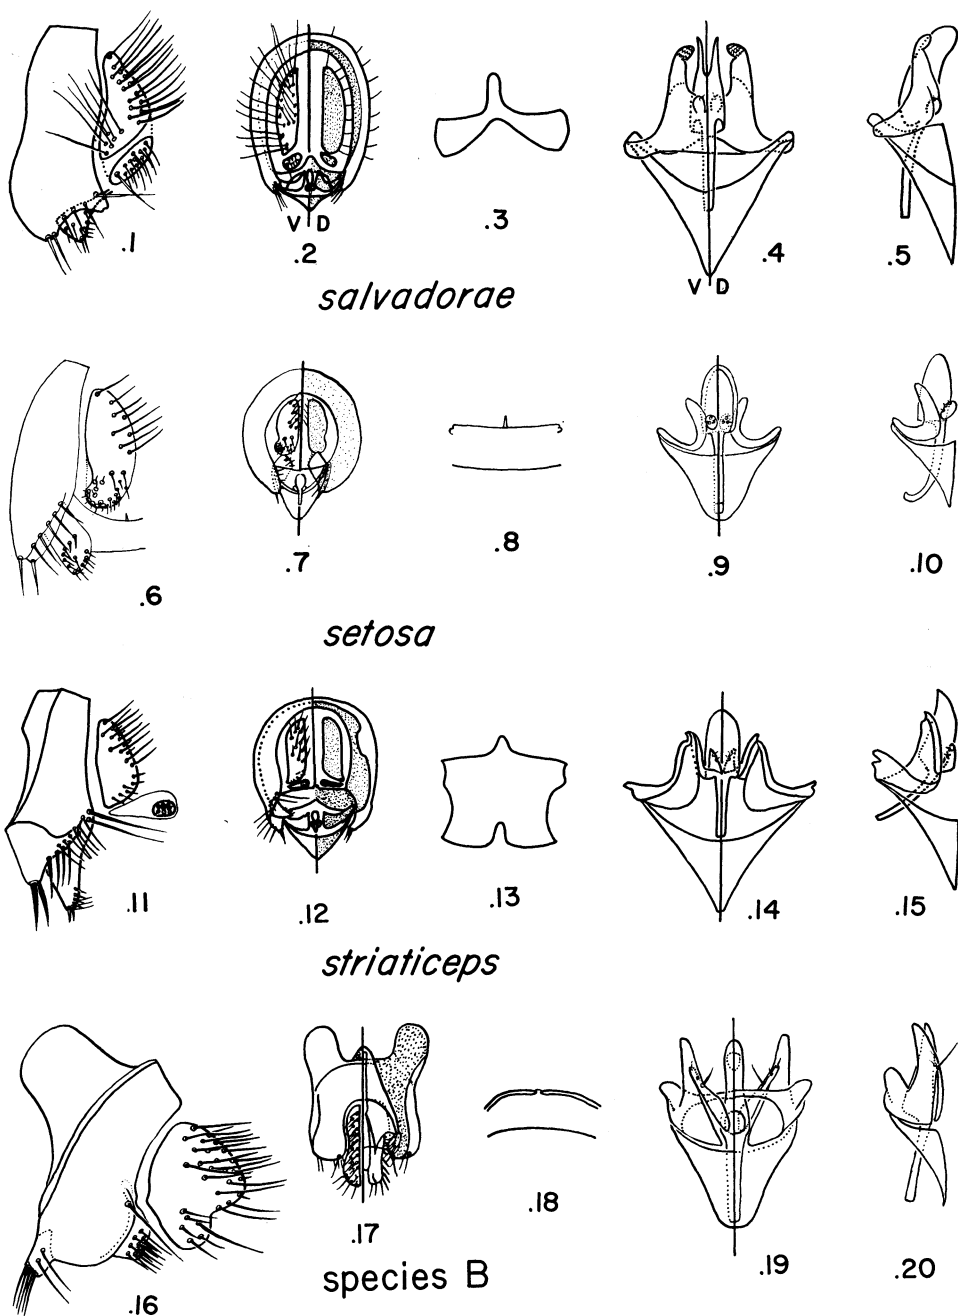 .1 .2 V D .3 .4 V D .5
salvadorae
.6 .7 .8 .9 .10
setosa
.11 .12 .13 .14 .15
striaticeps
.16 .17 .18 .19 .20
species B